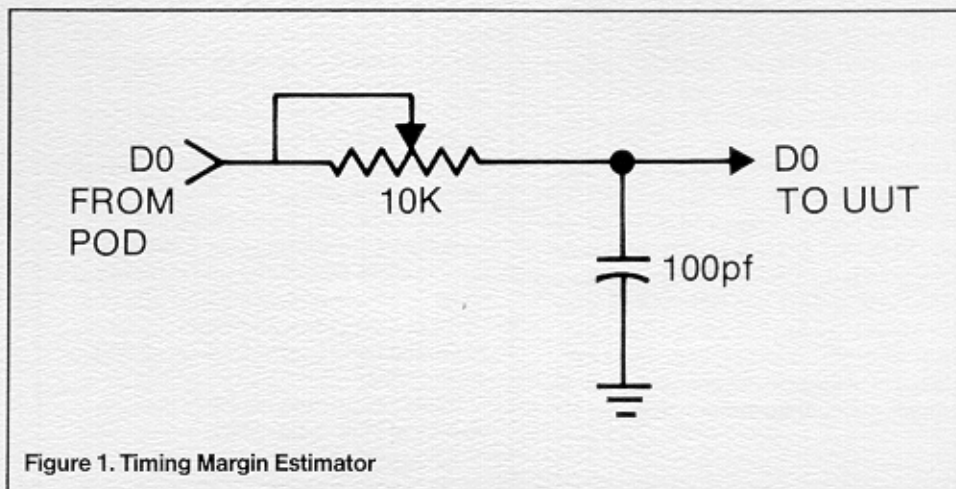 D0
FROM
POD
10K
D0
TO UUT
100pf
Figure 1. Timing Margin Estimator